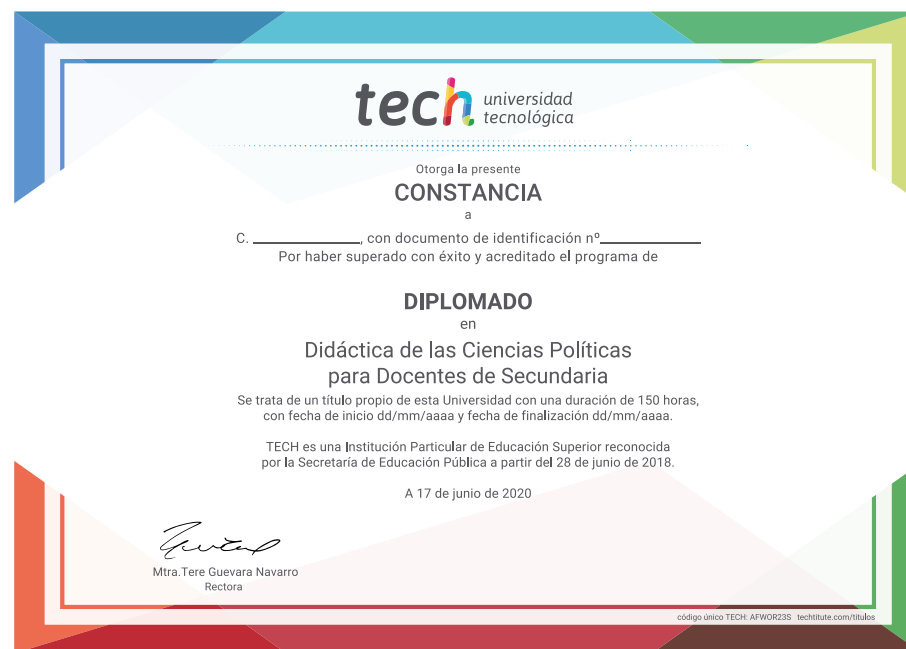 tech universidad
tecnológica
Otorga la presente
CONSTANCIA
a
C. ____________, con documento de identificación nº____________
Por haber superado con éxito y acreditado el programa de
DIPLOMADO
en
Didáctica de las Ciencias Políticas
para Docentes de Secundaria
Se trata de un título propio de esta Universidad con una duración de 150 horas,
con fecha de inicio dd/mm/aaaa y fecha de finalización dd/mm/aaaa.
TECH es una Institución Particular de Educación Superior reconocida
por la Secretaría de Educación Pública a partir del 28 de junio de 2018.
A 17 de junio de 2020
Mtra.Tere Guevara Navarro
Rectora
código único TECH: AFWOR23S techtitute.com/titulos